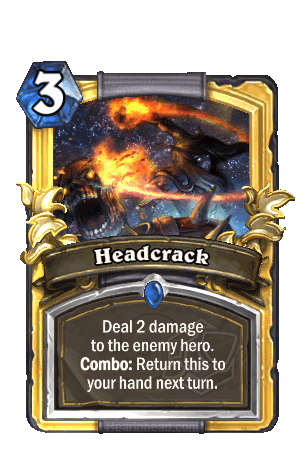 3
Headcrack
Deal 2 damage
to the enemy hero.
Combo: Return this to
your hand next turn.